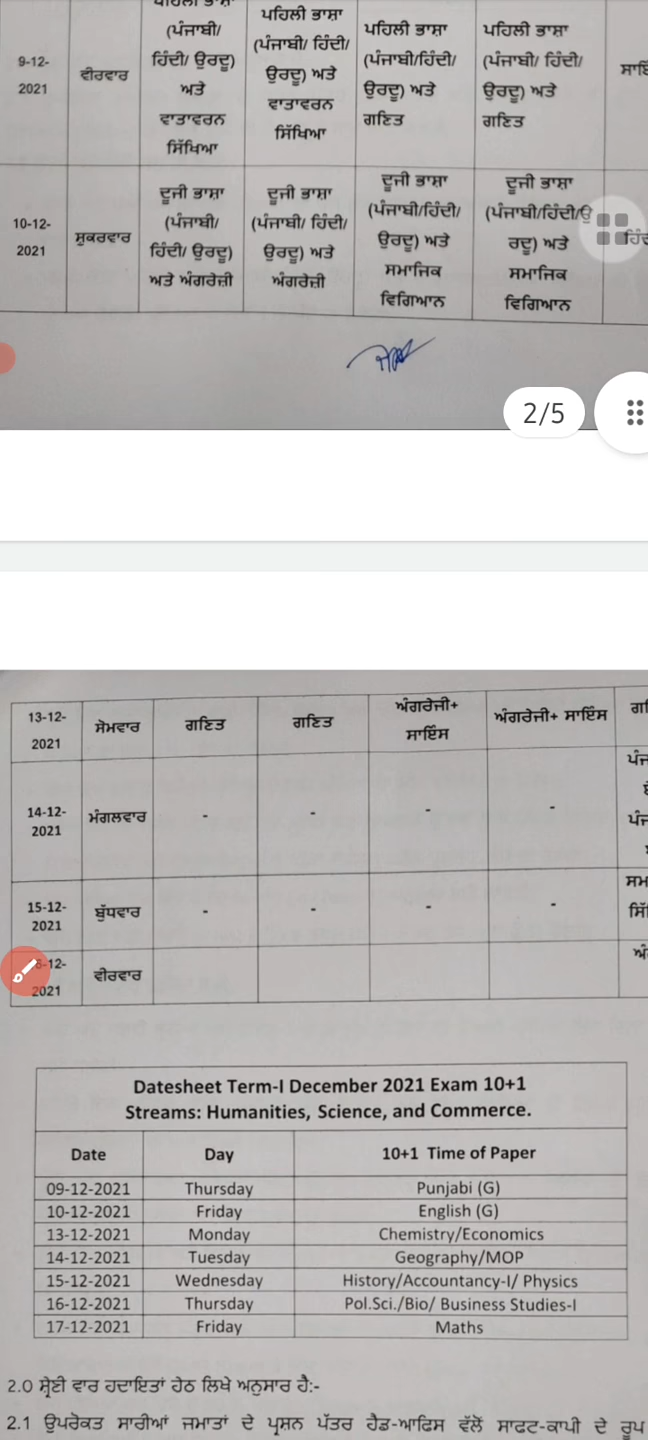 9-12-
2021
ਵੀਰਵਾਰ
(ਪੰਜਾਬੀ/
ਹਿੰਦੀ/ ਉਰਦੂ)
ਅਤੇ
ਵਾਤਾਵਰਨ
ਸਿੱਖਿਆ
ਪਹਿਲੀ ਭਾਸ਼ਾ
(ਪੰਜਾਬੀ/ ਹਿੰਦੀ/
ਉਰਦੂ) ਅਤੇ
ਵਾਤਾਵਰਨ
ਸਿੱਖਿਆ
ਪਹਿਲੀ ਭਾਸ਼ਾ
(ਪੰਜਾਬੀ/ਹਿੰਦੀ/
ਉਰਦੂ) ਅਤੇ
ਗਣਿਤ
ਪਹਿਲੀ ਭਾਸ਼ਾ
(ਪੰਜਾਬੀ/ ਹਿੰਦੀ/
ਉਰਦੂ) ਅਤੇ
ਗਣਿਤ
10-12-
2021
ਸ਼ੁਕਰਵਾਰ
ਦੂਜੀ ਭਾਸ਼ਾ
(ਪੰਜਾਬੀ/
ਹਿੰਦੀ/ ਉਰਦੂ)
ਅਤੇ ਅੰਗਰੇਜ਼ੀ
ਦੂਜੀ ਭਾਸ਼ਾ
(ਪੰਜਾਬੀ/ ਹਿੰਦੀ/
ਉਰਦੂ) ਅਤੇ
ਅੰਗਰੇਜ਼ੀ
ਦੂਜੀ ਭਾਸ਼ਾ
(ਪੰਜਾਬੀ/ਹਿੰਦੀ/
ਉਰਦੂ) ਅਤੇ
ਸਮਾਜਿਕ
ਵਿਗਿਆਨ
ਦੂਜੀ ਭਾਸ਼ਾ
(ਪੰਜਾਬੀ/ਹਿੰਦੀ/ਉ
ਰਦੂ) ਅਤੇ
ਸਮਾਜਿਕ
ਵਿਗਿਆਨ
2/5
13-12-
2021
ਸੋਮਵਾਰ
ਗਣਿਤ
ਗਣਿਤ
ਅੰਗਰੇਜੀ+
ਸਾਇੰਸ
ਅੰਗਰੇਜੀ+ ਸਾਇੰਸ
14-12-
2021
ਮੰਗਲਵਾਰ
-
-
-
-
15-12-
2021
ਬੁੱਧਵਾਰ
-
-
-
-
6-12-
2021
ਵੀਰਵਾਰ
Datesheet Term-I December 2021 Exam 10+1
Streams: Humanities, Science, and Commerce.
Date Day 10+1 Time of Paper
09-12-2021 Thursday Punjabi (G)
10-12-2021 Friday English (G)
13-12-2021 Monday Chemistry/Economics
14-12-2021 Tuesday Geography/MOP
15-12-2021 Wednesday History/Accountancy-I/ Physics
16-12-2021 Thursday Pol.Sci./Bio/ Business Studies-I
17-12-2021 Friday Maths
2.0 ਸ਼੍ਰੇਣੀ ਵਾਰ ਹਦਾਇਤਾਂ ਹੇਠ ਲਿਖੇ ਅਨੁਸਾਰ ਹੈ:-
2.1 ਉਪਰੋਕਤ ਸਾਰੀਆਂ ਜਮਾਤਾਂ ਦੇ ਪ੍ਰਸ਼ਨ ਪੱਤਰ ਹੈਡ-ਆਫਿਸ ਵੱਲੋਂ ਸਾਫਟ-ਕਾਪੀ ਦੇ ਰੂਪ